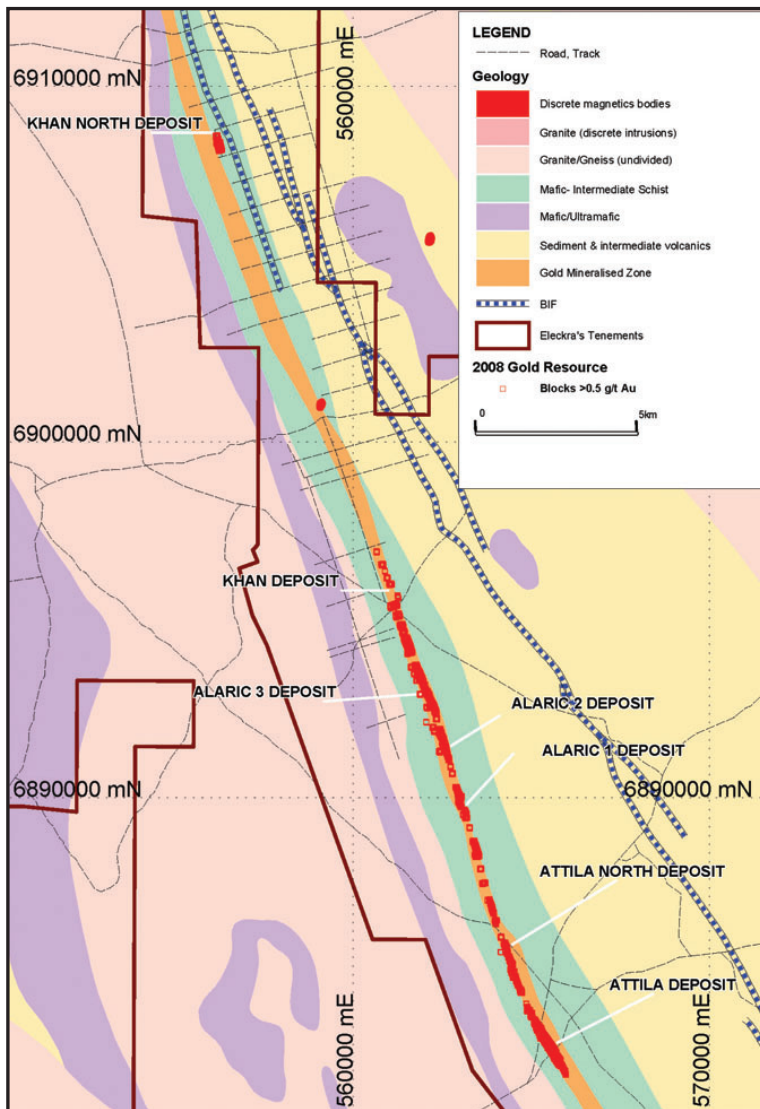 LEGEND
Road, Track
Geology
Discrete magnetics bodies
Granite (discrete intrusions)
Granite/Gneiss (undivided)
Mafic- Intermediate Schist
Mafic/Ultramafic
Sediment & intermediate volcanics
Gold Mineralised Zone
BIF
Eleckra's Tenements
2008 Gold Resource
Blocks >0.5 g/t Au
0 5km
560000 mE
6910000 mN
KHAN NORTH DEPOSIT
6900000 mN
KHAN DEPOSIT
ALARIC 3 DEPOSIT
ALARIC 2 DEPOSIT
ALARIC 1 DEPOSIT
6890000 mN
6890000 mN
ATTILA NORTH DEPOSIT
ATTILA DEPOSIT
560000 mE
570000 mE